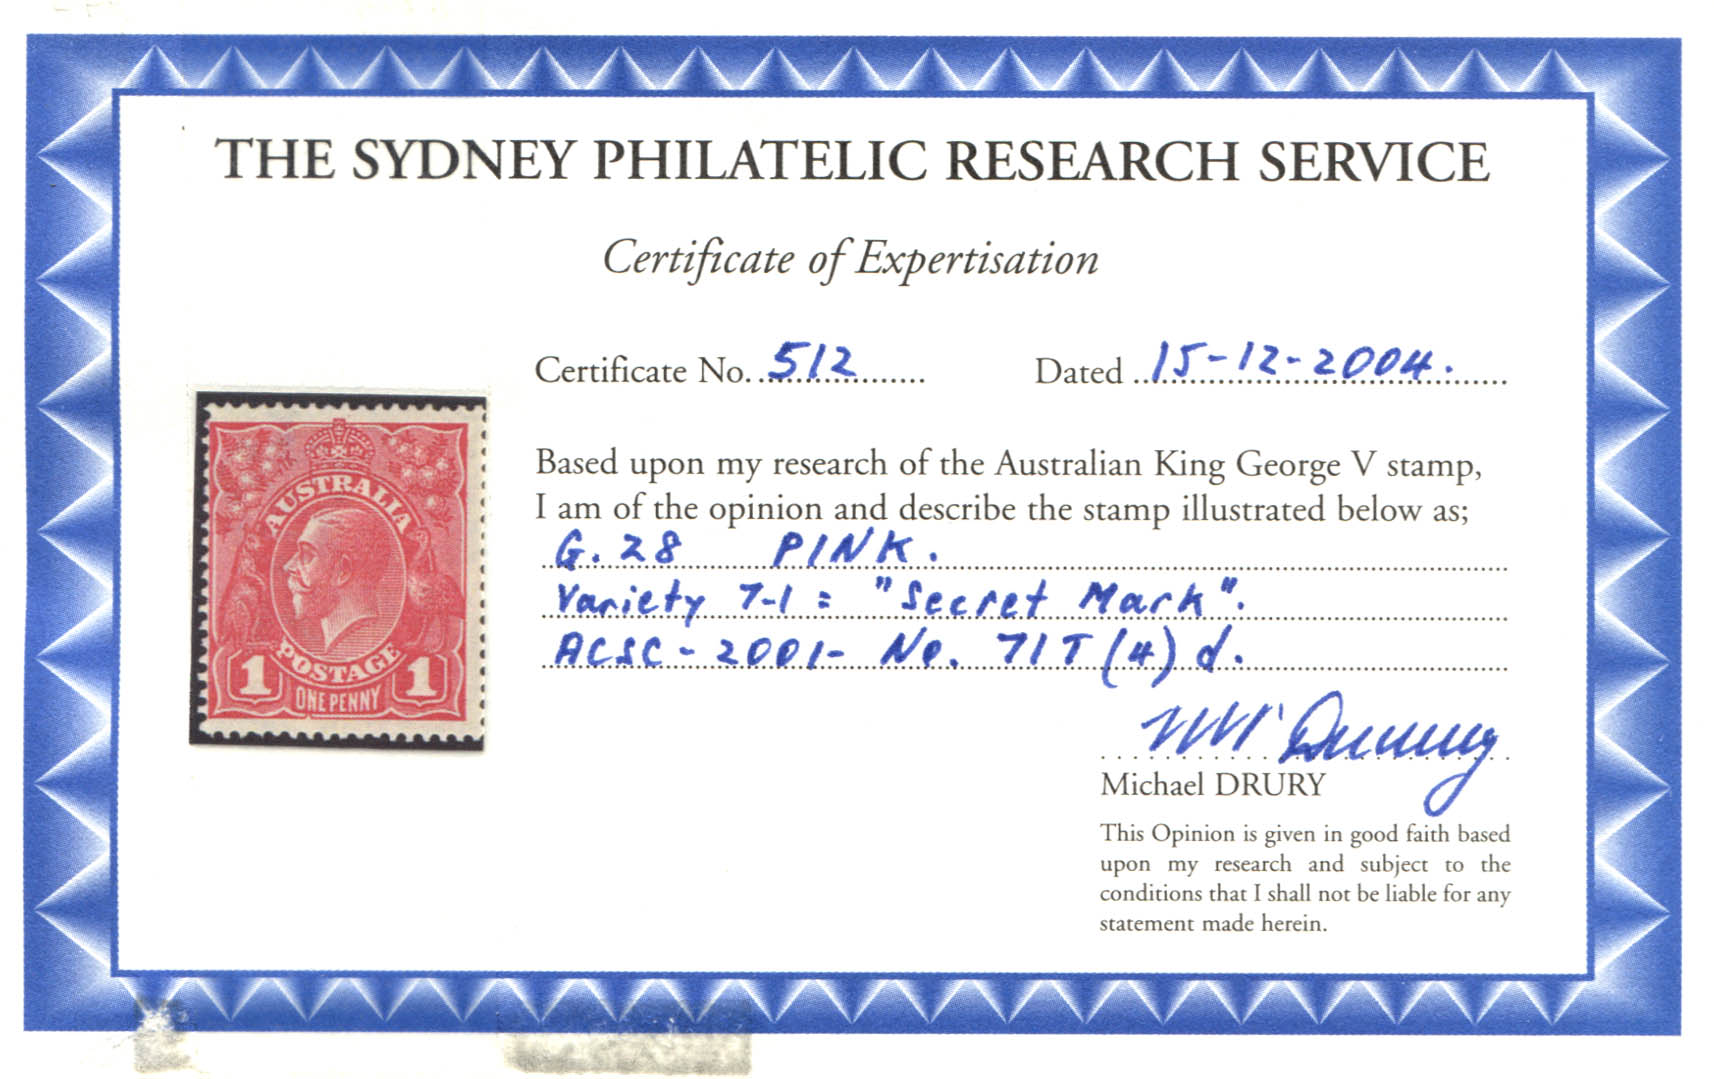 THE SYDNEY PHILATELIC RESEARCH SERVICE
Certificate of Expertisation
Certificate No. 512 Dated 15-12-2004.
Based upon my research of the Australian King George V stamp,
I am of the opinion and describe the stamp illustrated below as;
G. 28 PINK.
Variety 7-1 = "Secret Mark".
ACSC - 2001 - No. 71T (4) d.
AUSTRALIA
POSTAGE
1 ONE PENNY 1
M Drury
Michael DRURY
This Opinion is given in good faith based
upon my research and subject to the
conditions that I shall not be liable for any
statement made herein.